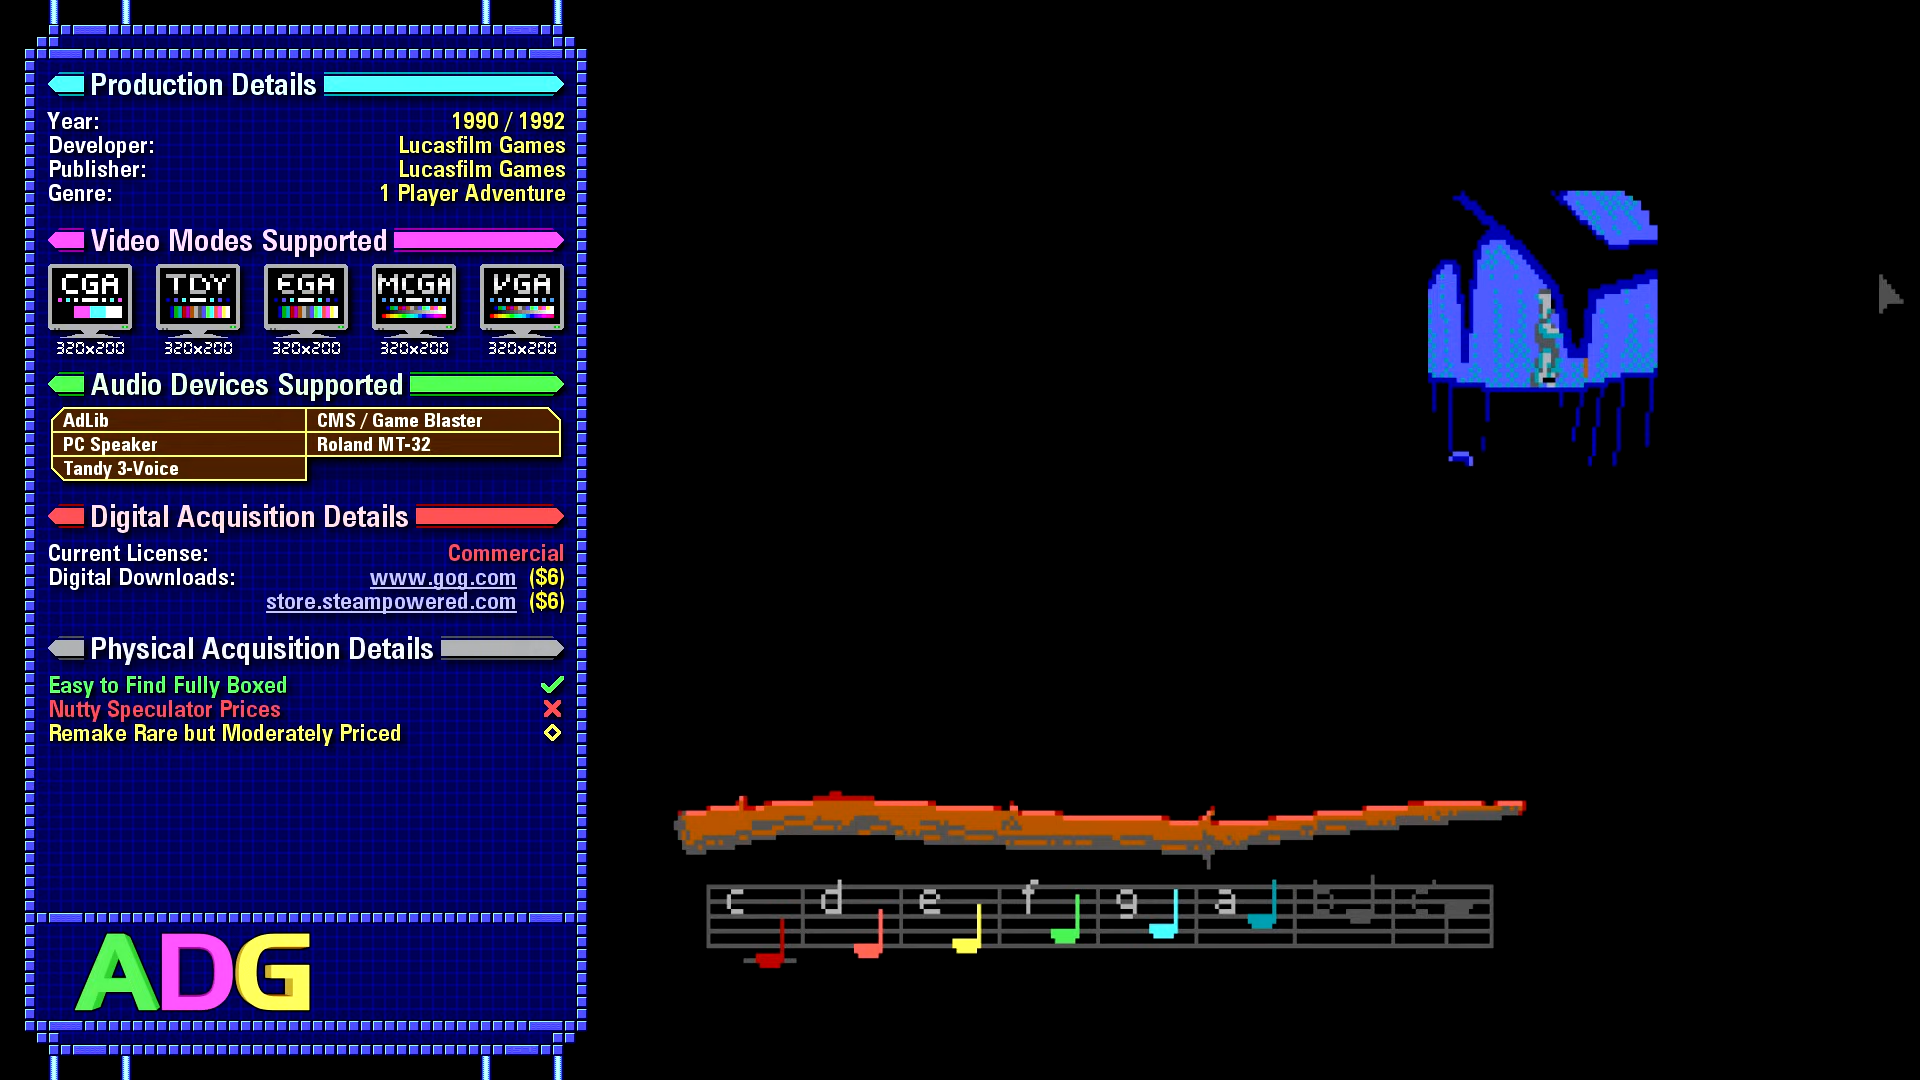 Production Details
Year: 1990 / 1992
Developer: Lucasfilm Games
Publisher: Lucasfilm Games
Genre: 1 Player Adventure
Video Modes Supported
CGA TDY EGA MCGA VGA
320x200 320x200 320x200 320x200 320x200
Audio Devices Supported
AdLib CMS / Game Blaster
PC Speaker Roland MT-32
Tandy 3-Voice
Digital Acquisition Details
Current License: Commercial
Digital Downloads: www.gog.com ($6)
store.steampowered.com ($6)
Physical Acquisition Details
Easy to Find Fully Boxed
Nutty Speculator Prices
Remake Rare but Moderately Priced
ADG
c d e f g a